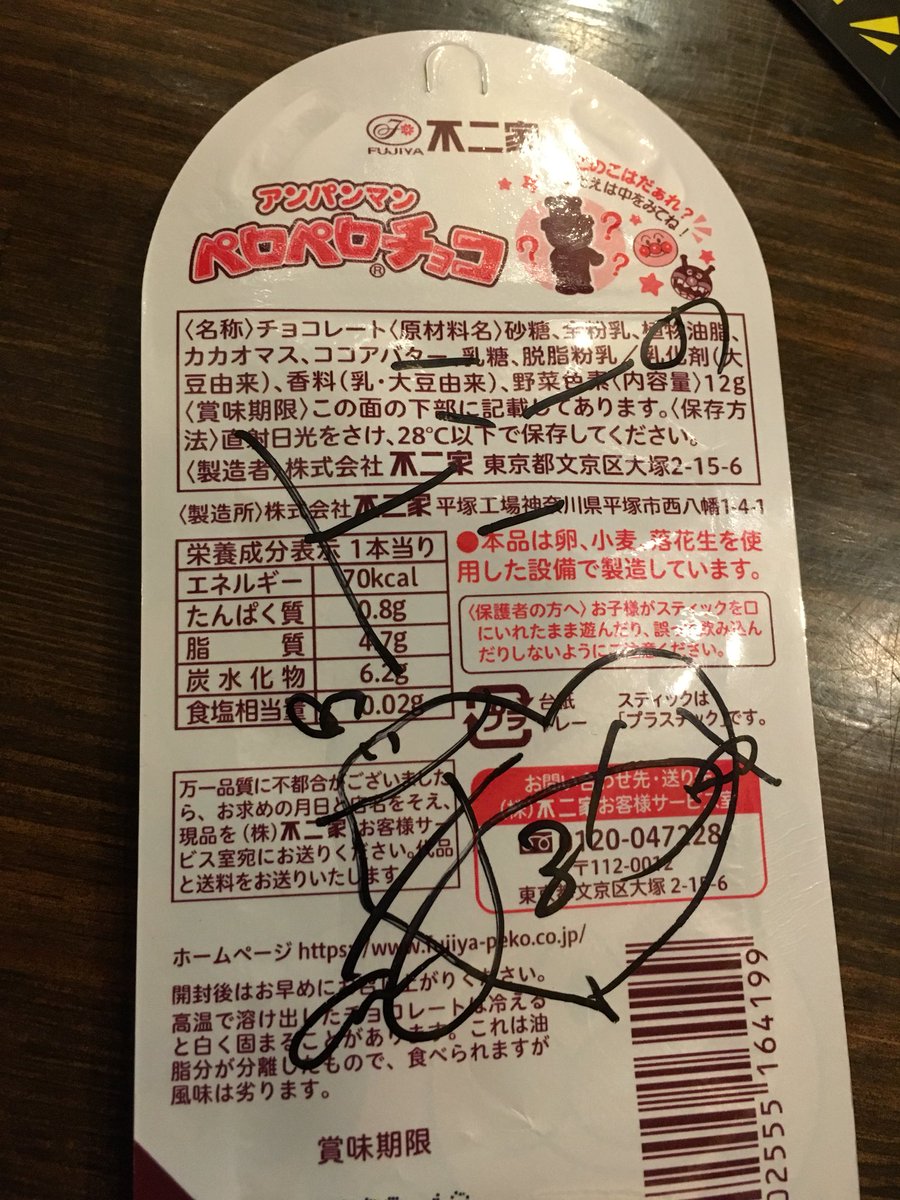 FUJIYA 不二家
アンパンマン
ペロペロチョコ®
このこはだぁれ?
こたえは中をみてね!
〈名称〉チョコレート〈原材料名〉砂糖、全粉乳、植物油脂、
カカオマス、ココアバター、乳糖、脱脂粉乳/乳化剤(大
豆由来)、香料(乳・大豆由来)、野菜色素〈内容量〉12g
〈賞味期限〉この面の下部に記載してあります。〈保存方
法〉直射日光をさけ、28℃以下で保存してください。
〈製造者〉株式会社 不二家 東京都文京区大塚2-15-6
〈製造所〉株式会社不二家 平塚工場神奈川県平塚市西八幡1-4-1
栄養成分表示 1本当り
エネルギー 70kcal
たんぱく質 0.8g
脂 質 4.7g
炭水化物 6.2g
食塩相当量 0.02g
●本品は卵、小麦、落花生を使
用した設備で製造しています。
〈保護者の方へ〉お子様がスティックを口
にいれたまま遊んだり、誤って飲み込ん
だりしないようにご注意ください。
プラ
台紙
トレー
スティックは
「プラスチック」です。
万一品質に不都合がございました
ら、お求めの月日と店名をそえ、
現品を(株)不二家 お客様サー
ビス室宛にお送りください。代品
と送料をお送りいたします
お問い合わせ先・送り先
(株)不二家お客様サービス室
0120-047228
〒112-0012
東京都文京区大塚 2-15-6
ホームページ https://www.fujiya-peko.co.jp/
開封後はお早めにお召し上がりください。
高温で溶け出したチョコレートは冷える
と白く固まることがあります。これは油
脂分が分離したもので、食べられますが
風味は劣ります。
賞味期限
02555 164199